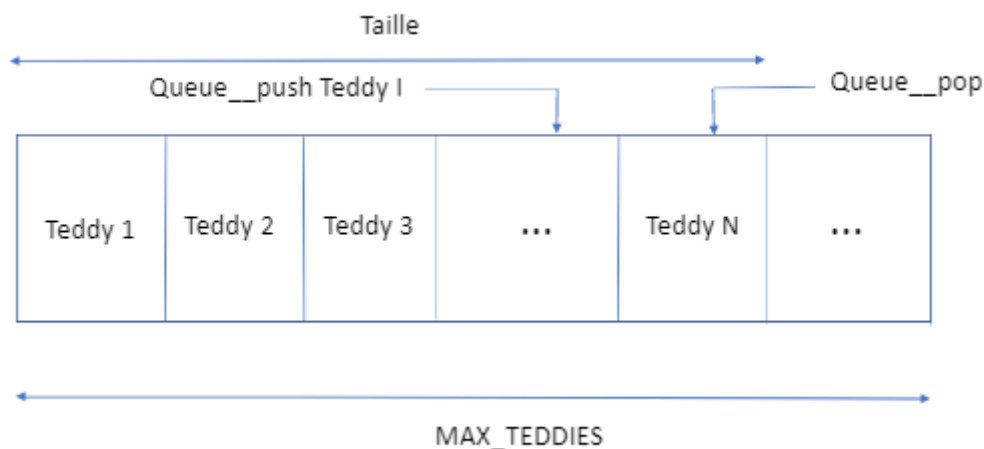 Taille
Queue__push Teddy I
Queue__pop
Teddy 1
Teddy 2
Teddy 3
...
Teddy N
...
MAX_TEDDIES